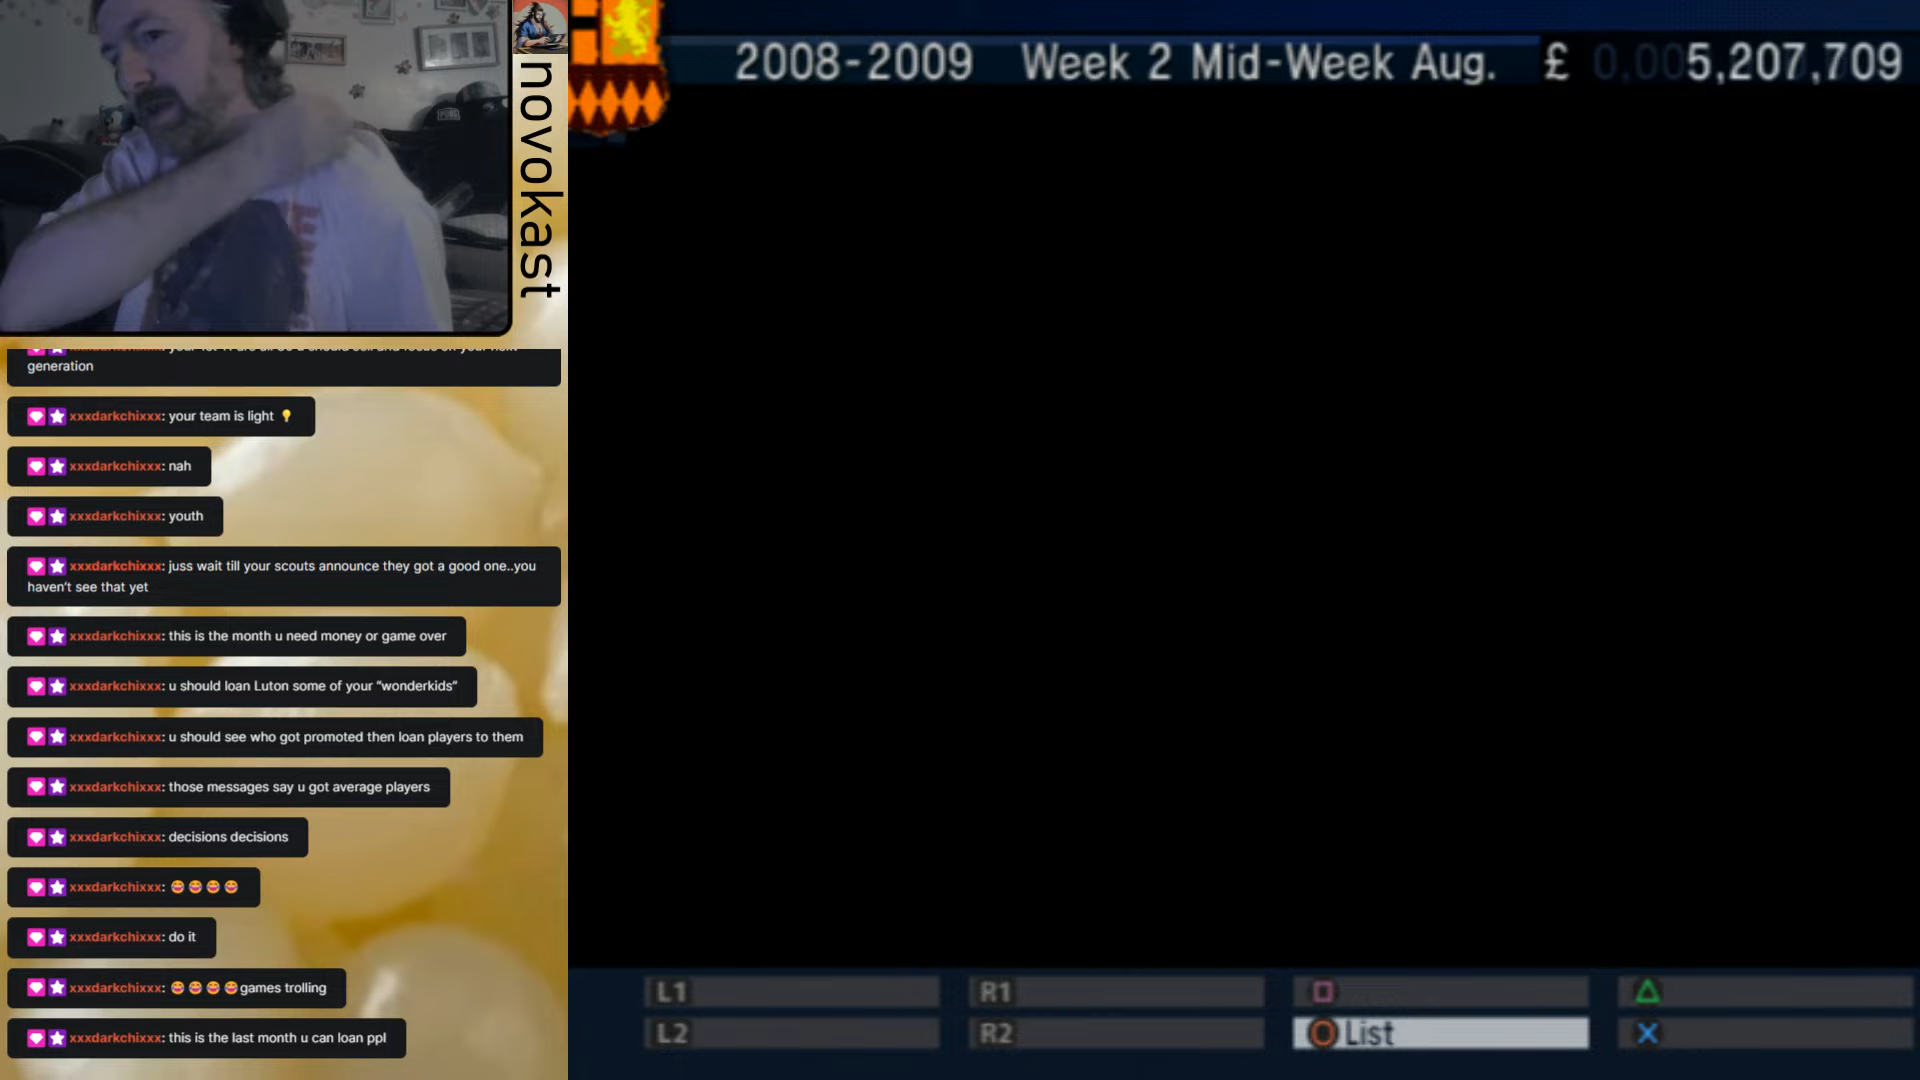 2008-2009 Week 2 Mid-Week Aug. £ 0,005,207,709
novokast
generation
xxxdarkchixxx: your team is light 💡
xxxdarkchixxx: nah
xxxdarkchixxx: youth
xxxdarkchixxx: juss wait till your scouts announce they got a good one..you
haven't see that yet
xxxdarkchixxx: this is the month u need money or game over
xxxdarkchixxx: u should loan Luton some of your “wonderkids”
xxxdarkchixxx: u should see who got promoted then loan players to them
xxxdarkchixxx: those messages say u got average players
xxxdarkchixxx: decisions decisions
xxxdarkchixxx: 😂😂😂😂
xxxdarkchixxx: do it
xxxdarkchixxx: 😂😂😂😂games trolling
xxxdarkchixxx: this is the last month u can loan ppl
L1 R1
L2 R2 List